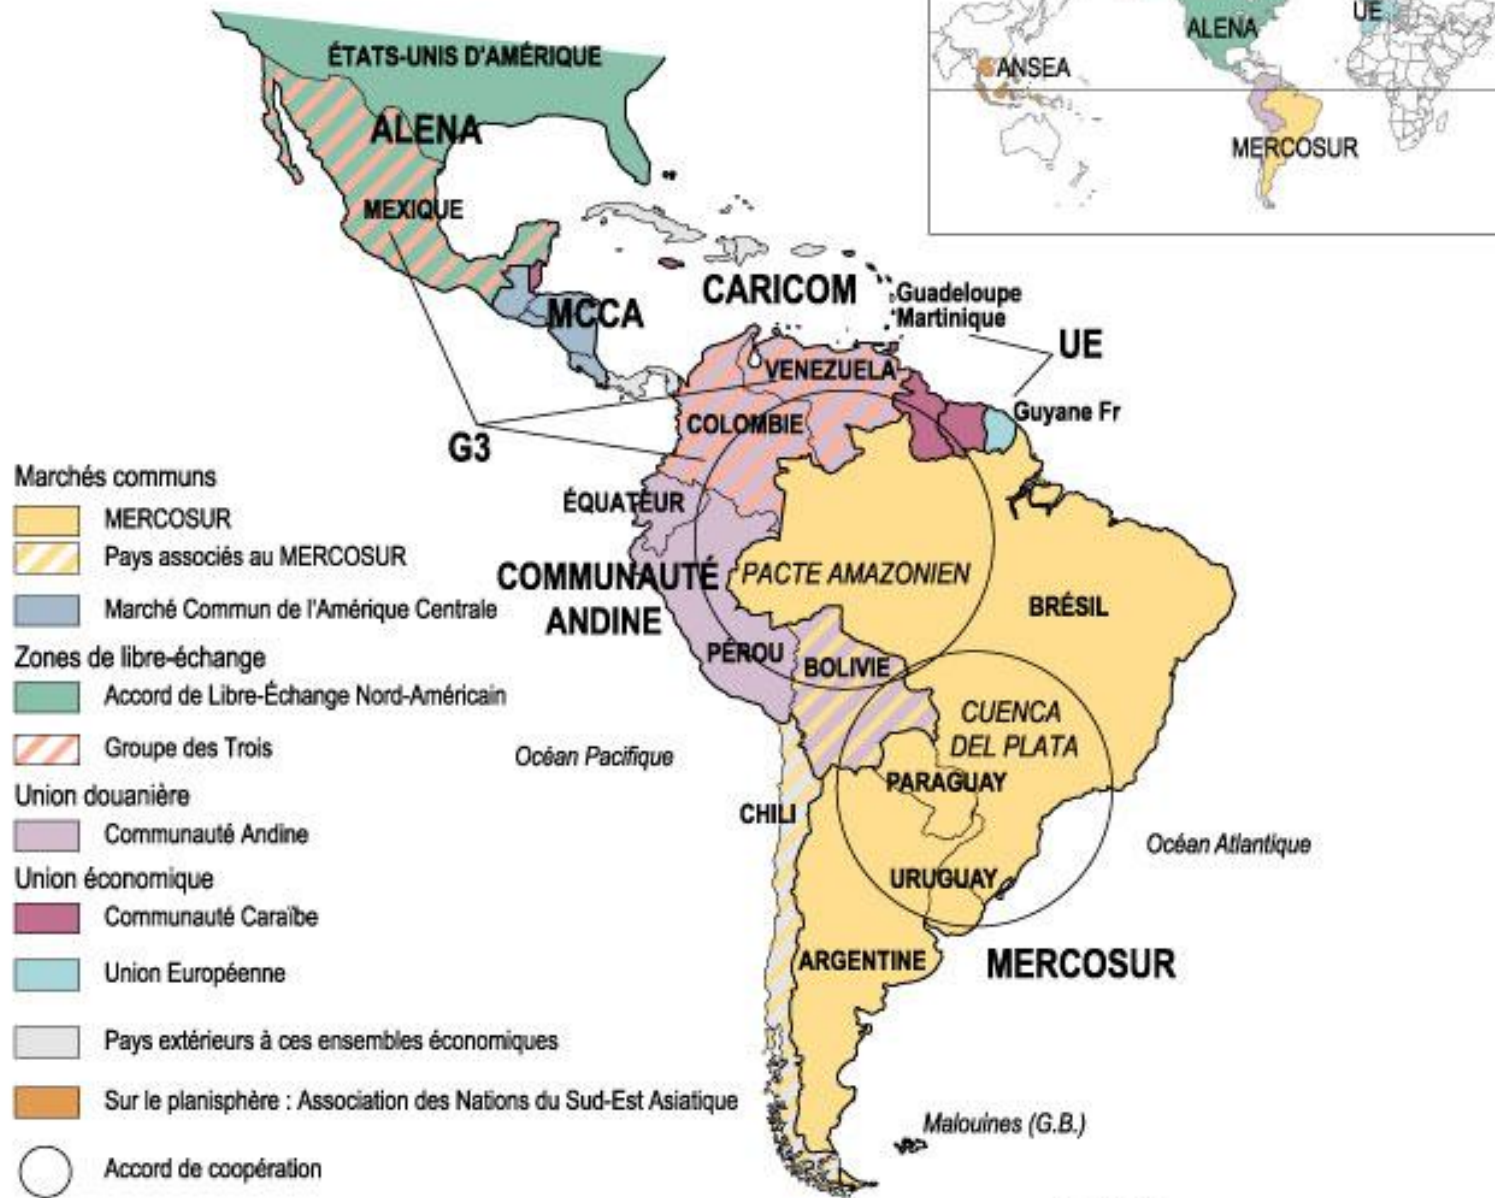 ÉTATS-UNIS D'AMÉRIQUE
ALENA
MEXIQUE
ALENA
UE
ANSEA
MERCOSUR
CARICOM
MCCA
Guadeloupe
Martinique
UE
VENEZUELA
COLOMBIE
Guyane Fr
G3
ÉQUATEUR
COMMUNAUTÉ
ANDINE
PACTE AMAZONIEN
BRÉSIL
PÉROU
BOLIVIE
CUENCA
DEL PLATA
Océan Pacifique
PARAGUAY
CHILI
Océan Atlantique
URUGUAY
ARGENTINE
MERCOSUR
Malouines (G.B.)
Marchés communs
MERCOSUR
Pays associés au MERCOSUR
Marché Commun de l'Amérique Centrale
Zones de libre-échange
Accord de Libre-Échange Nord-Américain
Groupe des Trois
Union douanière
Communauté Andine
Union économique
Communauté Caraïbe
Union Européenne
Pays extérieurs à ces ensembles économiques
Sur le planisphère : Association des Nations du Sud-Est Asiatique
Accord de coopération